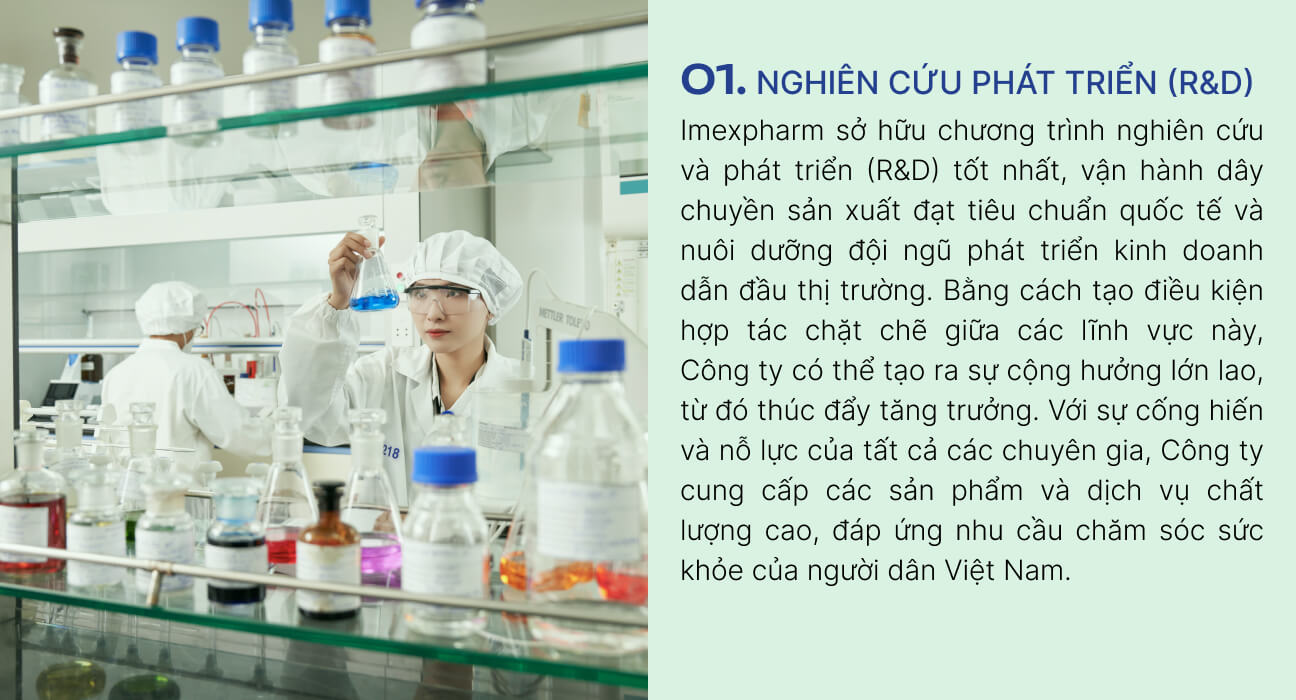 01. NGHIÊN CỨU PHÁT TRIỂN (R&D)
Imexpharm sở hữu chương trình nghiên cứu
và phát triển (R&D) tốt nhất, vận hành dây
chuyền sản xuất đạt tiêu chuẩn quốc tế và
nuôi dưỡng đội ngũ phát triển kinh doanh
dẫn đầu thị trường. Bằng cách tạo điều kiện
hợp tác chặt chẽ giữa các lĩnh vực này,
Công ty có thể tạo ra sự cộng hưởng lớn lao,
từ đó thúc đẩy tăng trưởng. Với sự cống hiến
và nỗ lực của tất cả các chuyên gia, Công ty
cung cấp các sản phẩm và dịch vụ chất
lượng cao, đáp ứng nhu cầu chăm sóc sức
khỏe của người dân Việt Nam.
METTLER TOLEDO
218